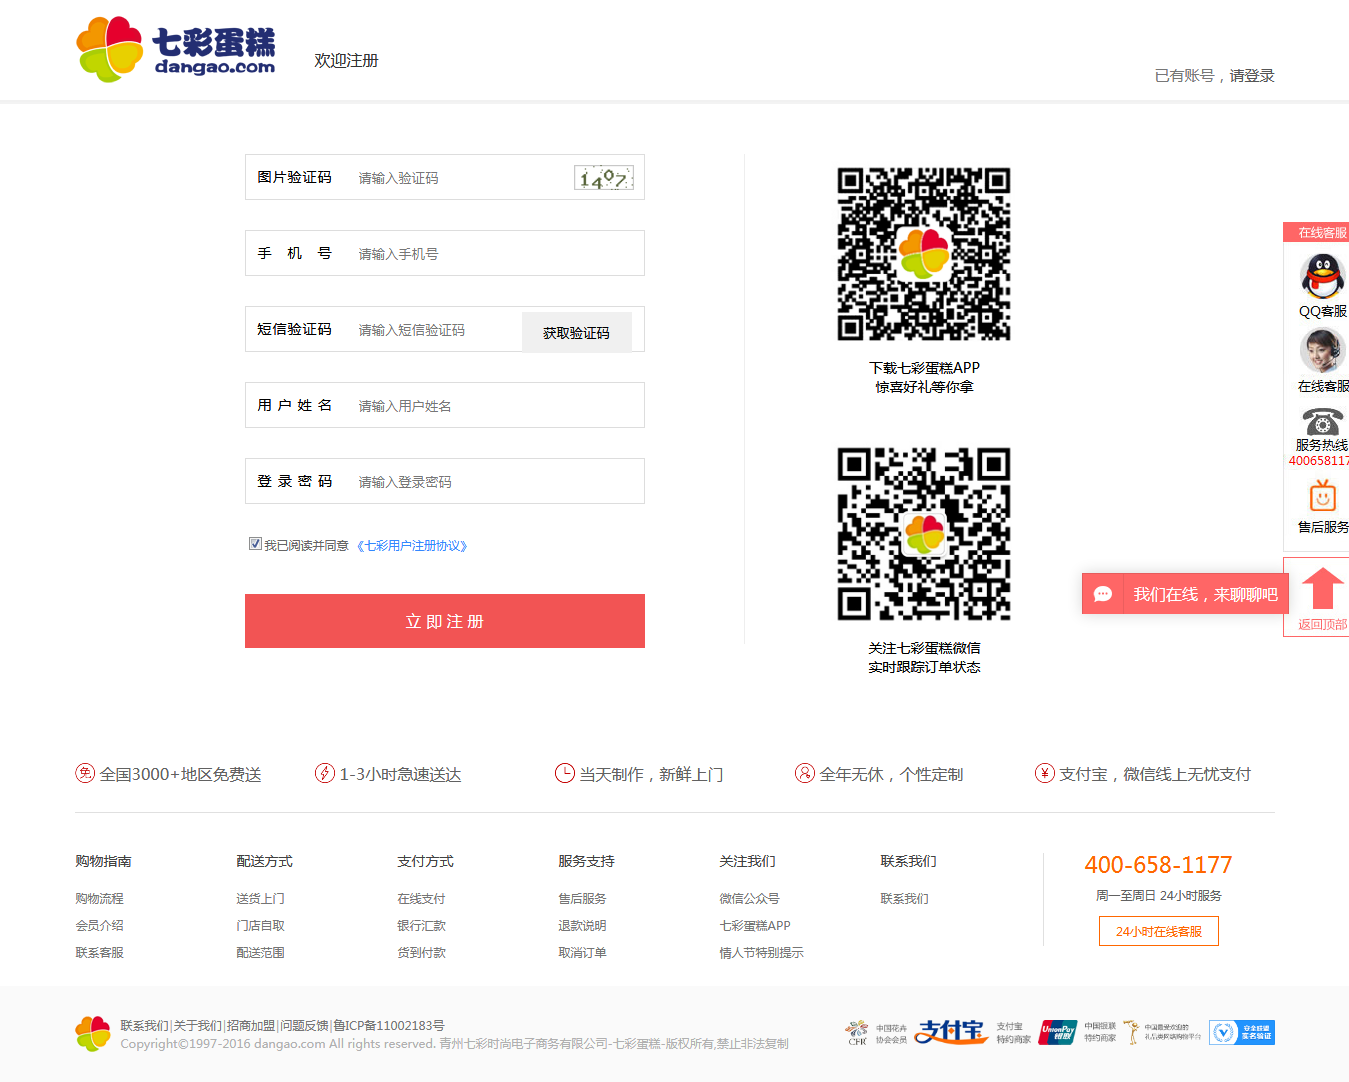 七彩蛋糕
dangao.com
欢迎注册
已有账号，请登录
图片验证码 请输入验证码 1407
手 机 号 请输入手机号
短信验证码 请输入短信验证码 获取验证码
用户姓名 请输入用户姓名
登录密码 请输入登录密码
我已阅读并同意《七彩用户注册协议》
立即注册
下载七彩蛋糕APP
惊喜好礼等你拿
关注七彩蛋糕微信
实时跟踪订单状态
在线客服
QQ客服
在线客服
服务热线
400658117
售后服务
我们在线，来聊聊吧
返回顶部
免 全国3000+地区免费送 1-3小时急速送达 当天制作，新鲜上门 全年无休，个性定制 ¥ 支付宝，微信线上无忧支付
购物指南 配送方式 支付方式 服务支持 关注我们 联系我们
购物流程 送货上门 在线支付 售后服务 微信公众号 联系我们
会员介绍 门店自取 银行汇款 退款说明 七彩蛋糕APP
联系客服 配送范围 货到付款 取消订单 情人节特别提示
400-658-1177
周一至周日 24小时服务
24小时在线客服
联系我们|关于我们|招商加盟|问题反馈|鲁ICP备11002183号
Copyright©1997-2016 dangao.com All rights reserved. 青州七彩时尚电子商务有限公司-七彩蛋糕-版权所有,禁止非法复制
CFR 中国花卉
协会会员
支付宝 支付宝
特约商家
UnionPay
银联 中国银联
特约商家
中国最受欢迎的
礼品类网络购物平台
安全联盟
实名验证